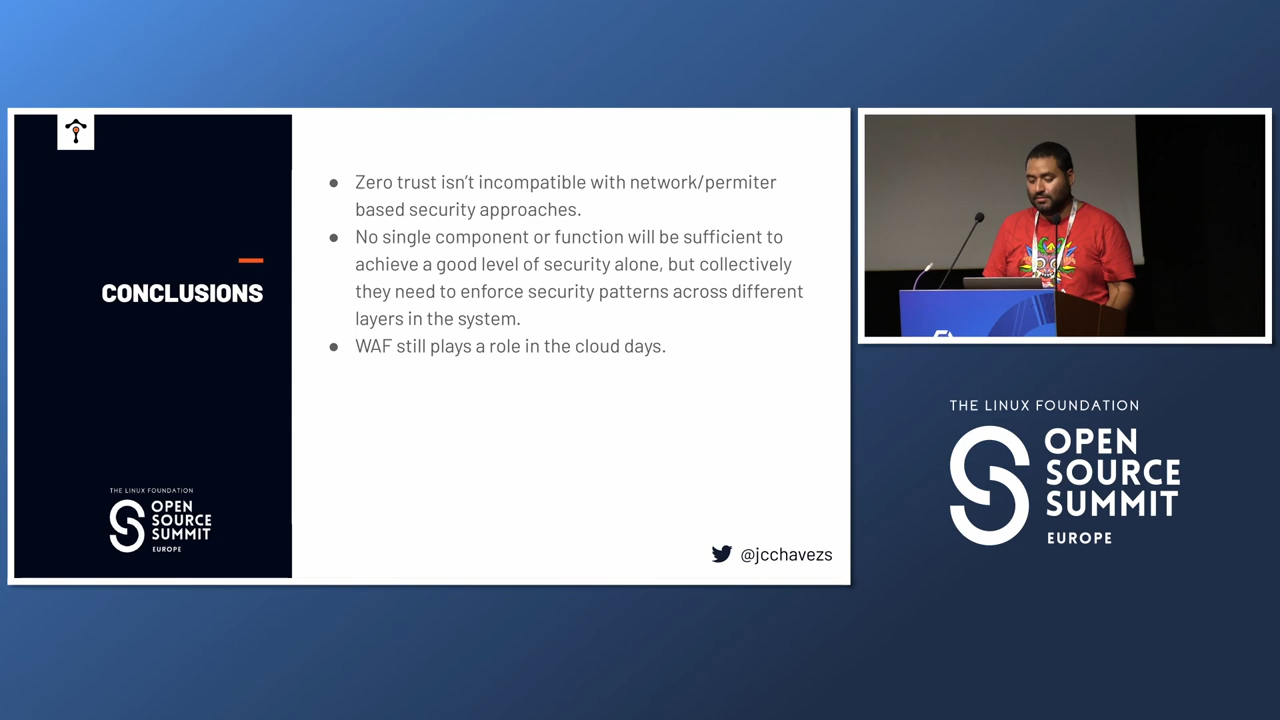 CONCLUSIONS
● Zero trust isn't incompatible with network/permiter
based security approaches.
● No single component or function will be sufficient to
achieve a good level of security alone, but collectively
they need to enforce security patterns across different
layers in the system.
● WAF still plays a role in the cloud days.
THE LINUX FOUNDATION
OPEN
SOURCE
SUMMIT
EUROPE
@jcchavezs
THE LINUX FOUNDATION
OPEN
SOURCE
SUMMIT
EUROPE